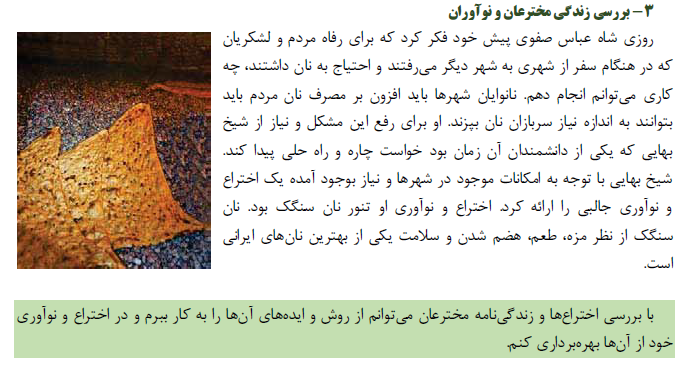 ۳- بررسی زندگی مخترعان و نوآوران
روزی شاه عباس صفوی پیش خود فکر کرد که برای رفاه مردم و لشکریان
که در هنگام سفر از شهری به شهر دیگر می‌رفتند و احتیاج به نان داشتند، چه
کاری می‌توانم انجام دهم. نانوایان شهرها باید افزون بر مصرف نان مردم باید
بتوانند به اندازه نیاز سربازان نان بپزند. او برای رفع این مشکل و نیاز از شیخ
بهایی که یکی از دانشمندان آن زمان بود خواست چاره و راه حلی پیدا کند.
شیخ بهایی با توجه به امکانات موجود در شهرها و نیاز بوجود آمده یک اختراع
و نوآوری جالبی را ارائه کرد. اختراع و نوآوری او تنور نان سنگک بود. نان
سنگک از نظر مزه، طعم، هضم شدن و سلامت یکی از بهترین نان‌های ایرانی
است.
با بررسی اختراع‌ها و زندگی‌نامه مخترعان می‌توانم از روش و ایده‌های آن‌ها را به کار ببرم و در اختراع و نوآوری
خود از آن‌ها بهره‌برداری کنم.